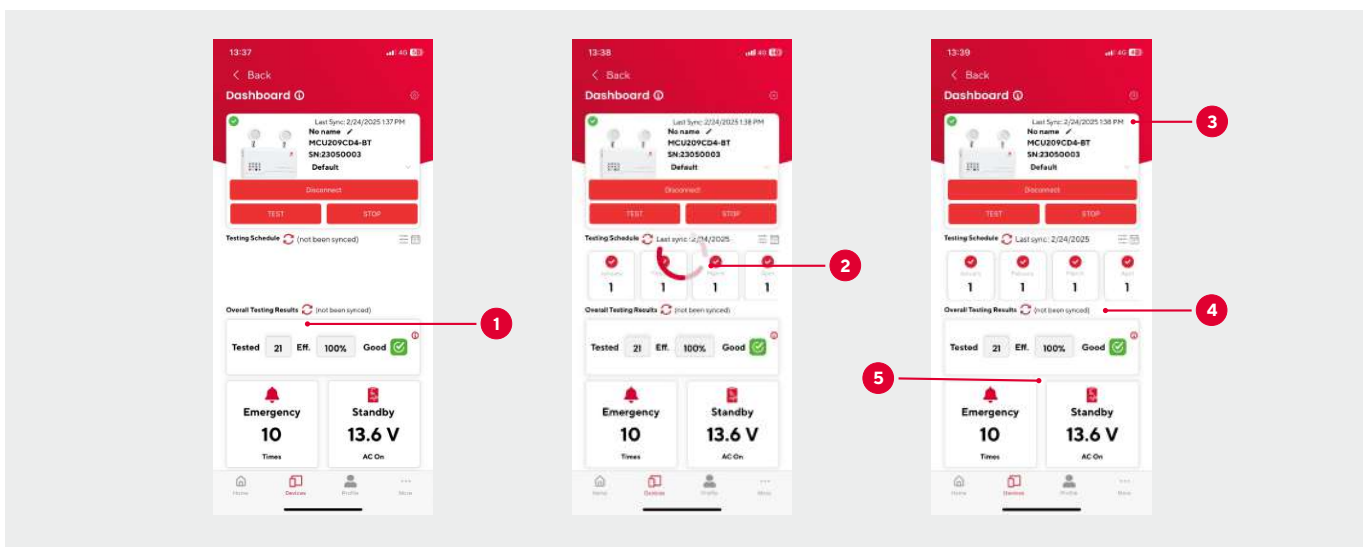 13:37
4G
Back
Dashboard
Last Sync: 2/24/2025 1:37 PM
No name
MCU209CD4-BT
SN:23050003
Default
Disconnect
TEST STOP
Testing Schedule (not been synced)
Overall Testing Results (not been synced)
Tested 21 Eff. 100% Good
Emergency Standby
10 13.6 V
Times AC On
Home Devices Profile More
1
13:38
4G
Back
Dashboard
Last Sync: 2/24/2025 1:38 PM
No name
MCU209CD4-BT
SN:23050003
Default
Disconnect
TEST STOP
Testing Schedule Last sync: 2/24/2025
January March April
1 1 1 1
Overall Testing Results (not been synced)
Tested 21 Eff. 100% Good
Emergency Standby
10 13.6 V
Times AC On
Home Devices Profile More
2
13:39
4G
Back
Dashboard
Last Sync: 2/24/2025 1:38 PM
No name
MCU209CD4-BT
SN:23050003
Default
Disconnect
TEST STOP
Testing Schedule Last sync: 2/24/2025
January February March April
1 1 1 1
Overall Testing Results (not been synced)
Tested 21 Eff. 100% Good
Emergency Standby
10 13.6 V
Times AC On
Home Devices Profile More
3
4
5